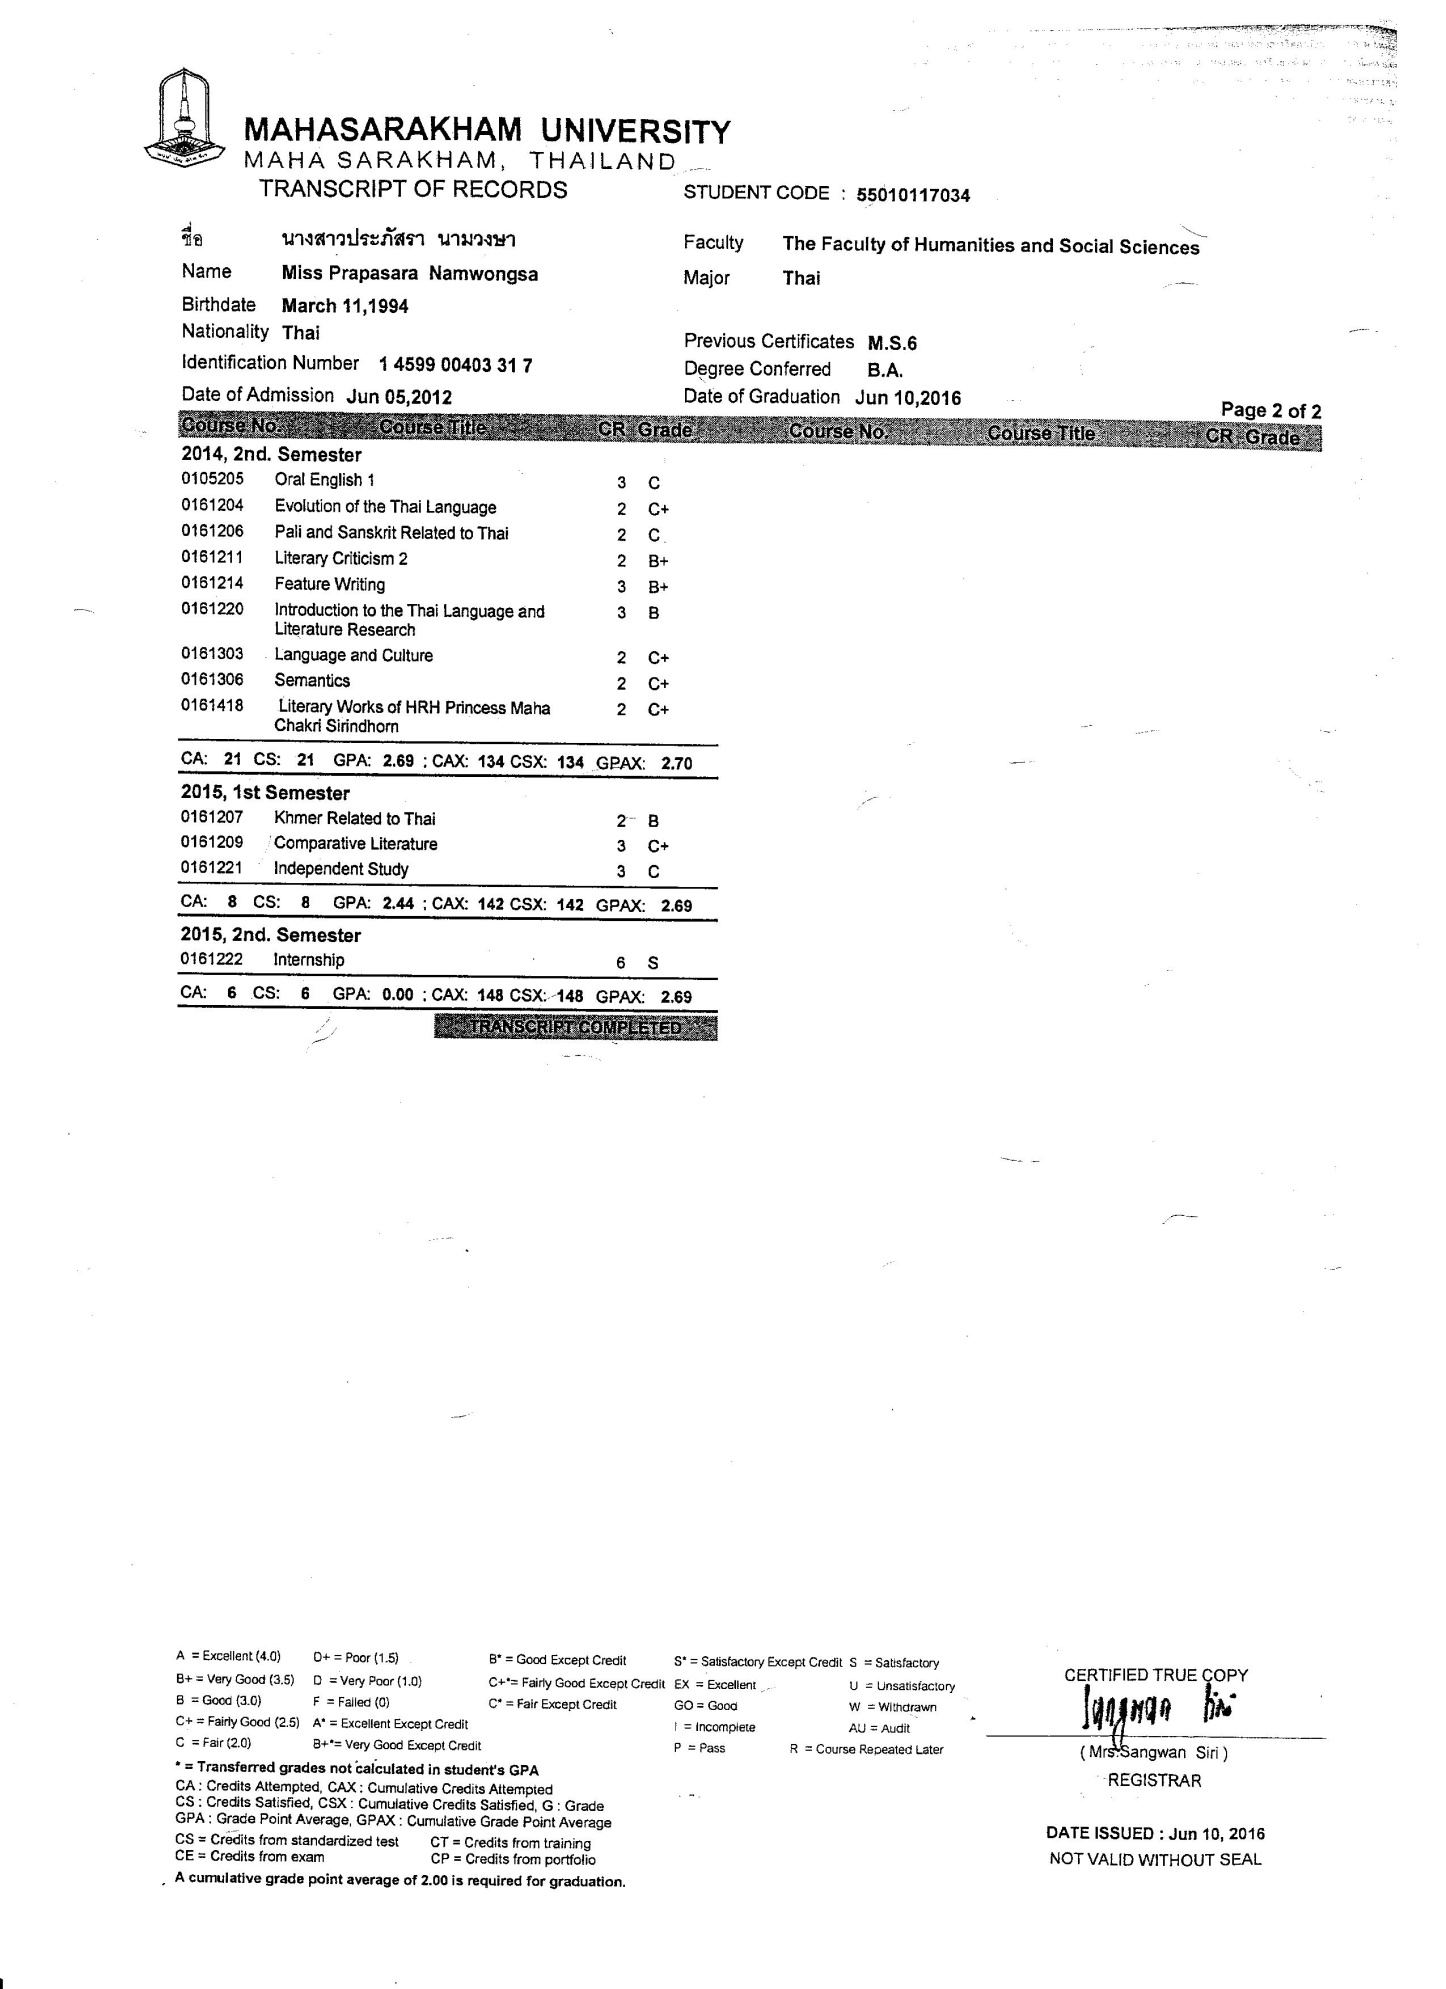 MAHASARAKHAM UNIVERSITY
MAHA SARAKHAM, THAILAND
TRANSCRIPT OF RECORDS
STUDENT CODE : 55010117034
ชื่อ นางสาวประภัสรา นามวงษา
Faculty The Faculty of Humanities and Social Sciences
Name Miss Prapasara Namwongsa
Major Thai
Birthdate March 11,1994
Nationality Thai
Previous Certificates M.S.6
Identification Number 1 4599 00403 31 7
Degree Conferred B.A.
Date of Admission Jun 05,2012
Date of Graduation Jun 10,2016
Page 2 of 2
Course No. Course Title CR Grade Course No. Course Title CR Grade
2014, 2nd. Semester
0105205 Oral English 1 3 C
0161204 Evolution of the Thai Language 2 C+
0161206 Pali and Sanskrit Related to Thai 2 C
0161211 Literary Criticism 2 2 B+
0161214 Feature Writing 3 B+
0161220 Introduction to the Thai Language and 3 B
Literature Research
0161303 Language and Culture 2 C+
0161306 Semantics 2 C+
0161418 Literary Works of HRH Princess Maha 2 C+
Chakri Sirindhorn
CA: 21 CS: 21 GPA: 2.69 ; CAX: 134 CSX: 134 GPAX: 2.70
2015, 1st Semester
0161207 Khmer Related to Thai 2 B
0161209 Comparative Literature 3 C+
0161221 Independent Study 3 C
CA: 8 CS: 8 GPA: 2.44 ; CAX: 142 CSX: 142 GPAX: 2.69
2015, 2nd. Semester
0161222 Internship 6 S
CA: 6 CS: 6 GPA: 0.00 ; CAX: 148 CSX: 148 GPAX: 2.69
TRANSCRIPT COMPLETED
A = Excellent (4.0) D+ = Poor (1.5) B* = Good Except Credit S* = Satisfactory Except Credit S = Satisfactory
B+ = Very Good (3.5) D = Very Poor (1.0) C+*= Fairly Good Except Credit EX = Excellent U = Unsatisfactory
B = Good (3.0) F = Failed (0) C* = Fair Except Credit GO = Good W = Withdrawn
C+ = Fairly Good (2.5) A* = Excellent Except Credit I = Incomplete AU = Audit
C = Fair (2.0) B+*= Very Good Except Credit P = Pass R = Course Repeated Later
* = Transferred grades not calculated in student's GPA
CA : Credits Attempted, CAX : Cumulative Credits Attempted
CS : Credits Satisfied, CSX : Cumulative Credits Satisfied, G : Grade
GPA : Grade Point Average, GPAX : Cumulative Grade Point Average
CS = Credits from standardized test CT = Credits from training
CE = Credits from exam CP = Credits from portfolio
A cumulative grade point average of 2.00 is required for graduation.
CERTIFIED TRUE COPY
( Mrs.Sangwan Siri )
REGISTRAR
DATE ISSUED : Jun 10, 2016
NOT VALID WITHOUT SEAL